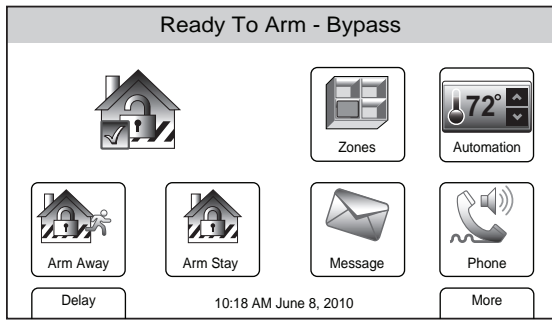 Ready To Arm - Bypass
72°
Zones
Automation
Arm Away
Arm Stay
Message
Phone
Delay
10:18 AM June 8, 2010
More